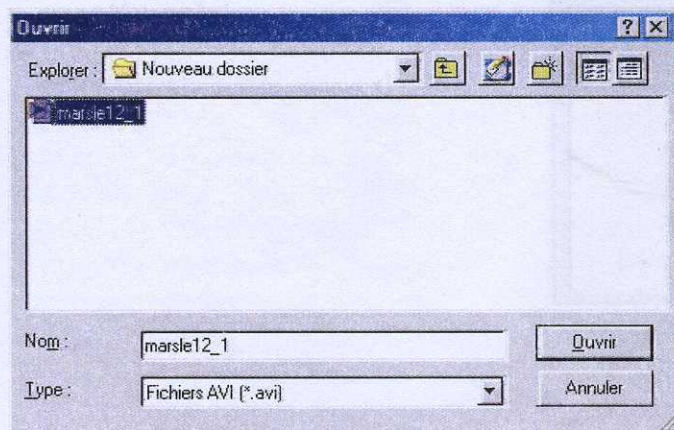 Ouvrir
Explorer : Nouveau dossier
marsle12_1
Nom : marsle12_1 Ouvrir
Type : Fichiers AVI (*.avi) Annuler